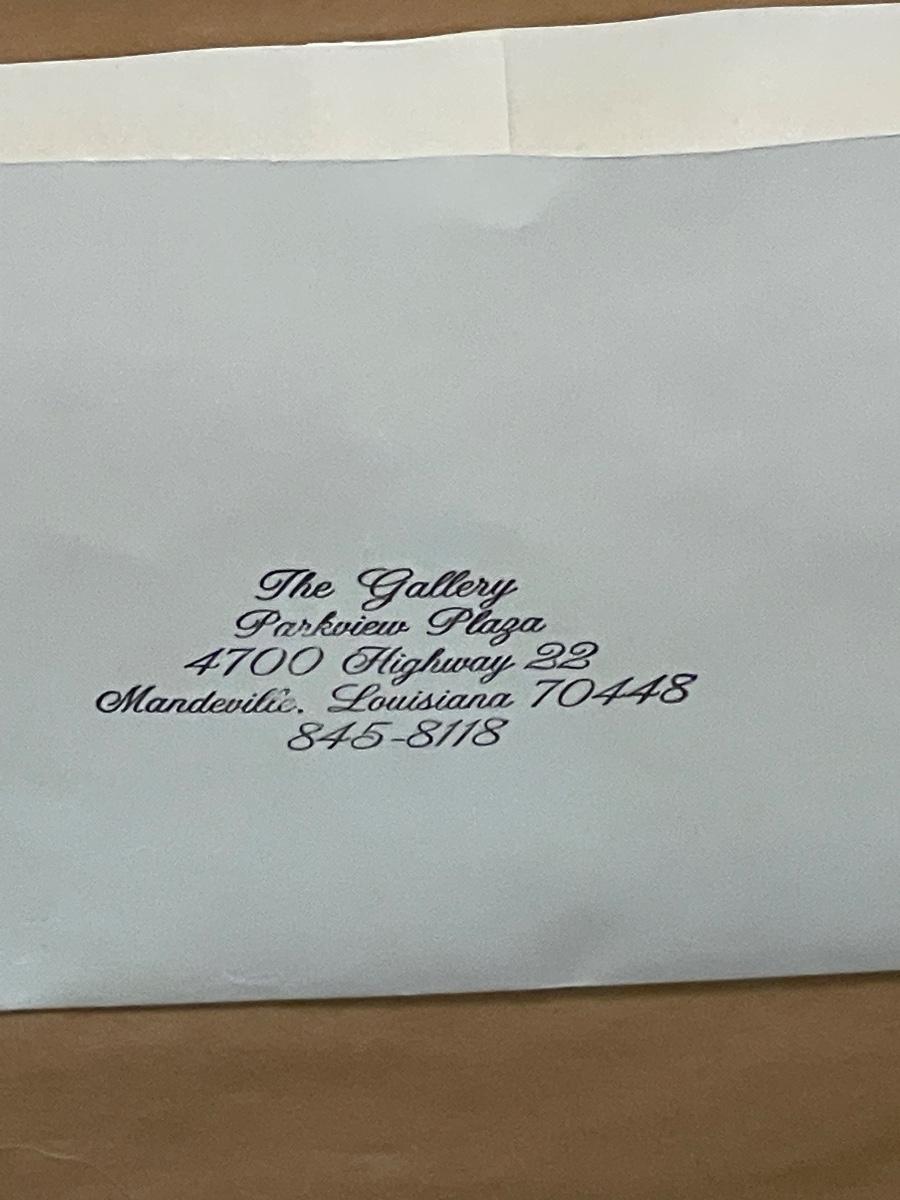 The Gallery
Parkview Plaza
4700 Highway 22
Mandeville, Louisiana 70448
845-8118